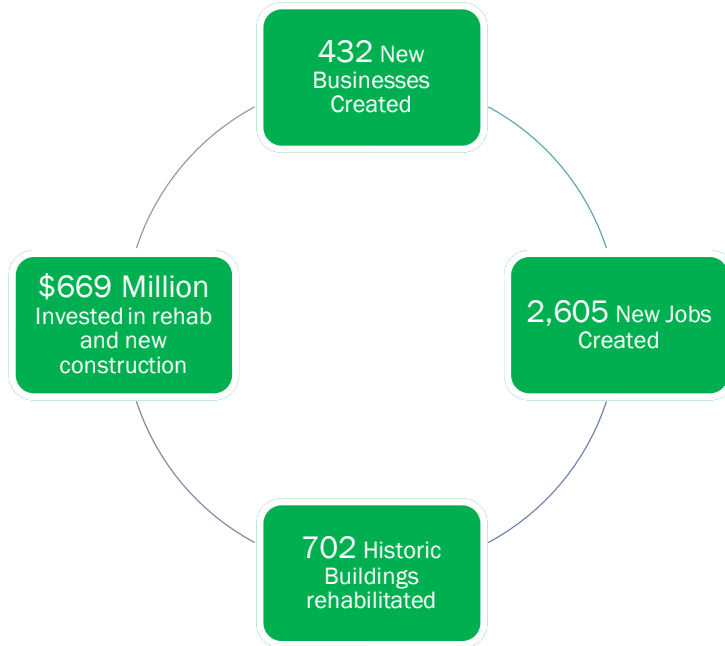 432 New
Businesses
Created
2,605 New Jobs
Created
702 Historic
Buildings
rehabilitated
$669 Million
Invested in rehab
and new
construction